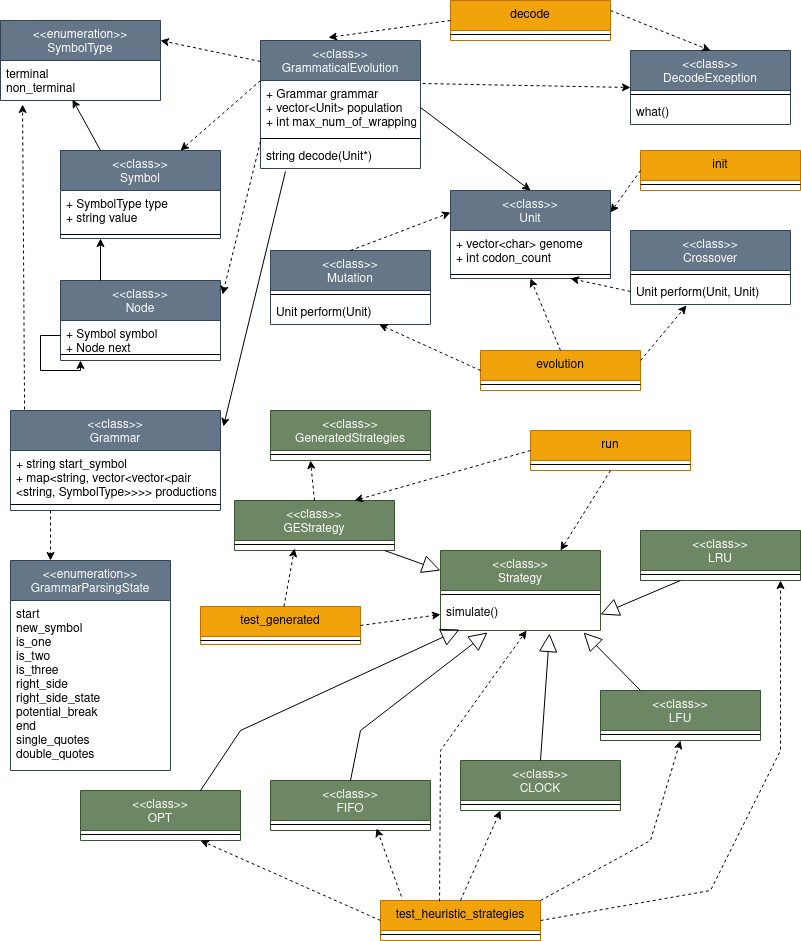 decode
<<enumeration>>
SymbolType
terminal
non_terminal
<<class>>
GrammaticalEvolution
+ Grammar grammar
+ vector<Unit> population
+ int max_num_of_wrapping
string decode(Unit*)
<<class>>
DecodeException
what()
<<class>>
Symbol
+ SymbolType type
+ string value
init
<<class>>
Unit
+ vector<char> genome
+ int codon_count
<<class>>
Mutation
Unit perform(Unit)
<<class>>
Crossover
Unit perform(Unit, Unit)
<<class>>
Node
+ Symbol symbol
+ Node next
evolution
<<class>>
Grammar
+ string start_symbol
+ map<string, vector<vector<pair
<string, SymbolType>>>> productions
<<class>>
GeneratedStrategies
run
<<class>>
GEStrategy
<<class>>
Strategy
simulate()
<<class>>
LRU
<<enumeration>>
GrammarParsingState
start
new_symbol
is_one
is_two
is_three
right_side
right_side_state
potential_break
end
single_quotes
double_quotes
test_generated
<<class>>
LFU
<<class>>
OPT
<<class>>
FIFO
<<class>>
CLOCK
test_heuristic_strategies